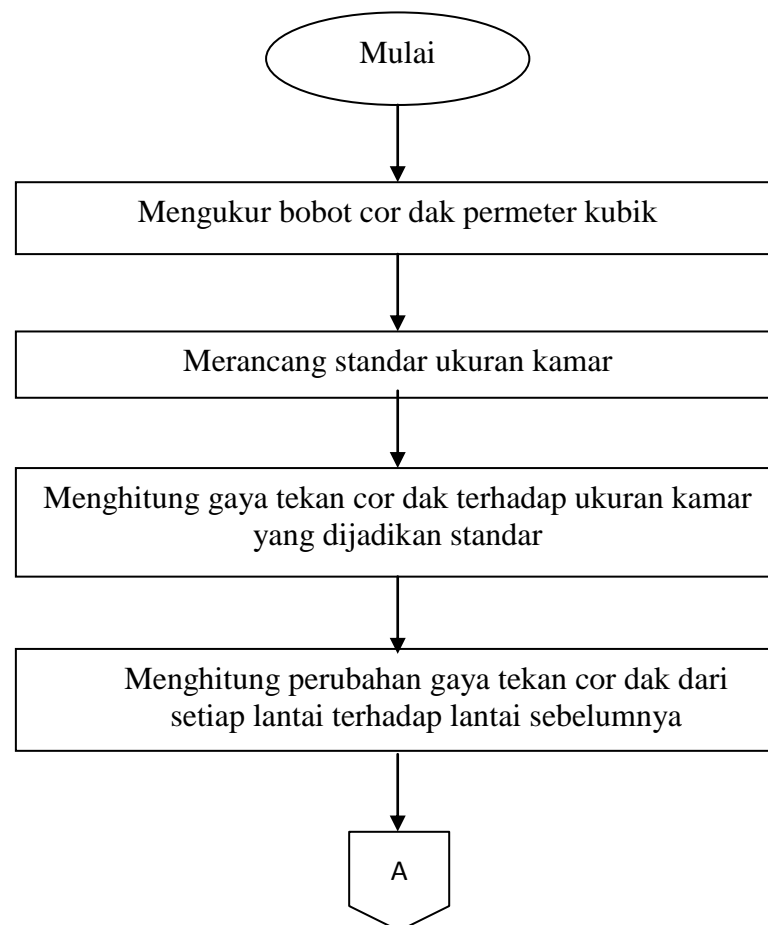 Mulai
Mengukur bobot cor dak permeter kubik
Merancang standar ukuran kamar
Menghitung gaya tekan cor dak terhadap ukuran kamar
yang dijadikan standar
Menghitung perubahan gaya tekan cor dak dari
setiap lantai terhadap lantai sebelumnya
A